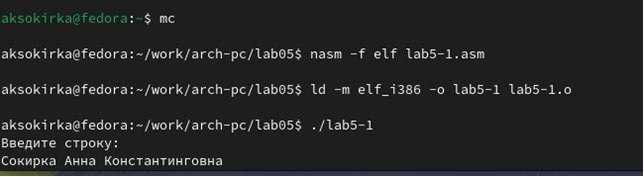 aksokirka@fedora:~$ mc
aksokirka@fedora:~/work/arch-pc/lab05$ nasm -f elf lab5-1.asm
aksokirka@fedora:~/work/arch-pc/lab05$ ld -m elf_i386 -o lab5-1 lab5-1.o
aksokirka@fedora:~/work/arch-pc/lab05$ ./lab5-1
Введите строку:
Сокирка Анна Константинговна